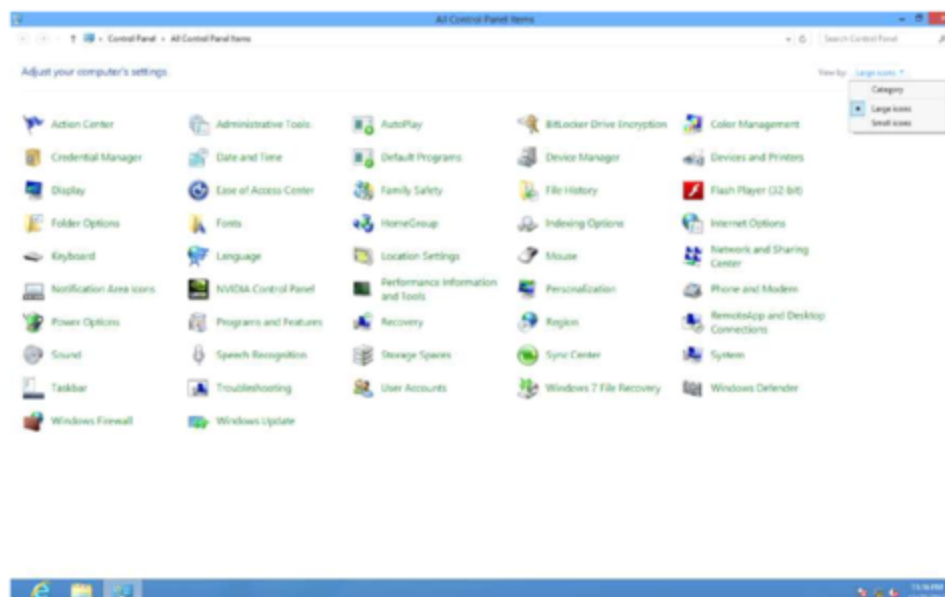 All Control Panel Items
Control Panel › All Control Panel Items
Search Control Panel
Adjust your computer's settings
View by: Large icons
Category
Large icons
Small icons
Action Center
Administrative Tools
AutoPlay
BitLocker Drive Encryption
Color Management
Credential Manager
Date and Time
Default Programs
Device Manager
Devices and Printers
Display
Ease of Access Center
Family Safety
File History
Flash Player (32-bit)
Folder Options
Fonts
HomeGroup
Indexing Options
Internet Options
Keyboard
Language
Location Settings
Mouse
Network and Sharing
Center
Notification Area Icons
NVIDIA Control Panel
Performance Information
and Tools
Personalization
Phone and Modem
Power Options
Programs and Features
Recovery
Region
RemoteApp and Desktop
Connections
Sound
Speech Recognition
Storage Spaces
Sync Center
System
Taskbar
Troubleshooting
User Accounts
Windows 7 File Recovery
Windows Defender
Windows Firewall
Windows Update